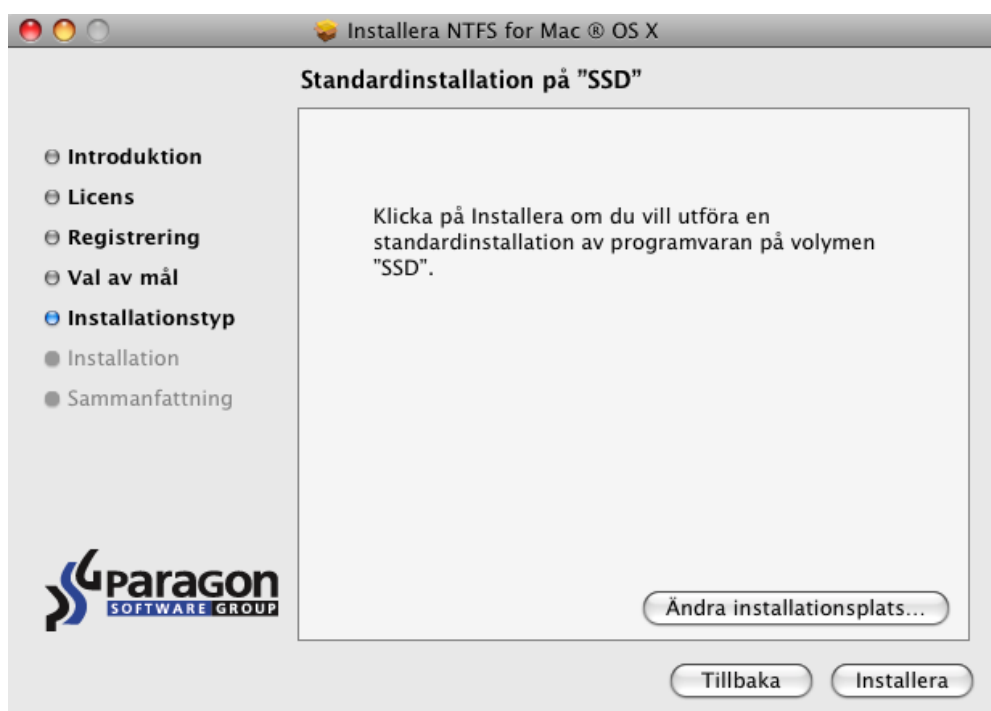 Installera NTFS for Mac ® OS X
Standardinstallation på ”SSD”
Introduktion
Licens
Registrering
Val av mål
Installationstyp
Installation
Sammanfattning
Klicka på Installera om du vill utföra en
standardinstallation av programvaran på volymen
”SSD”.
Paragon
SOFTWARE GROUP
Ändra installationsplats...
Tillbaka
Installera